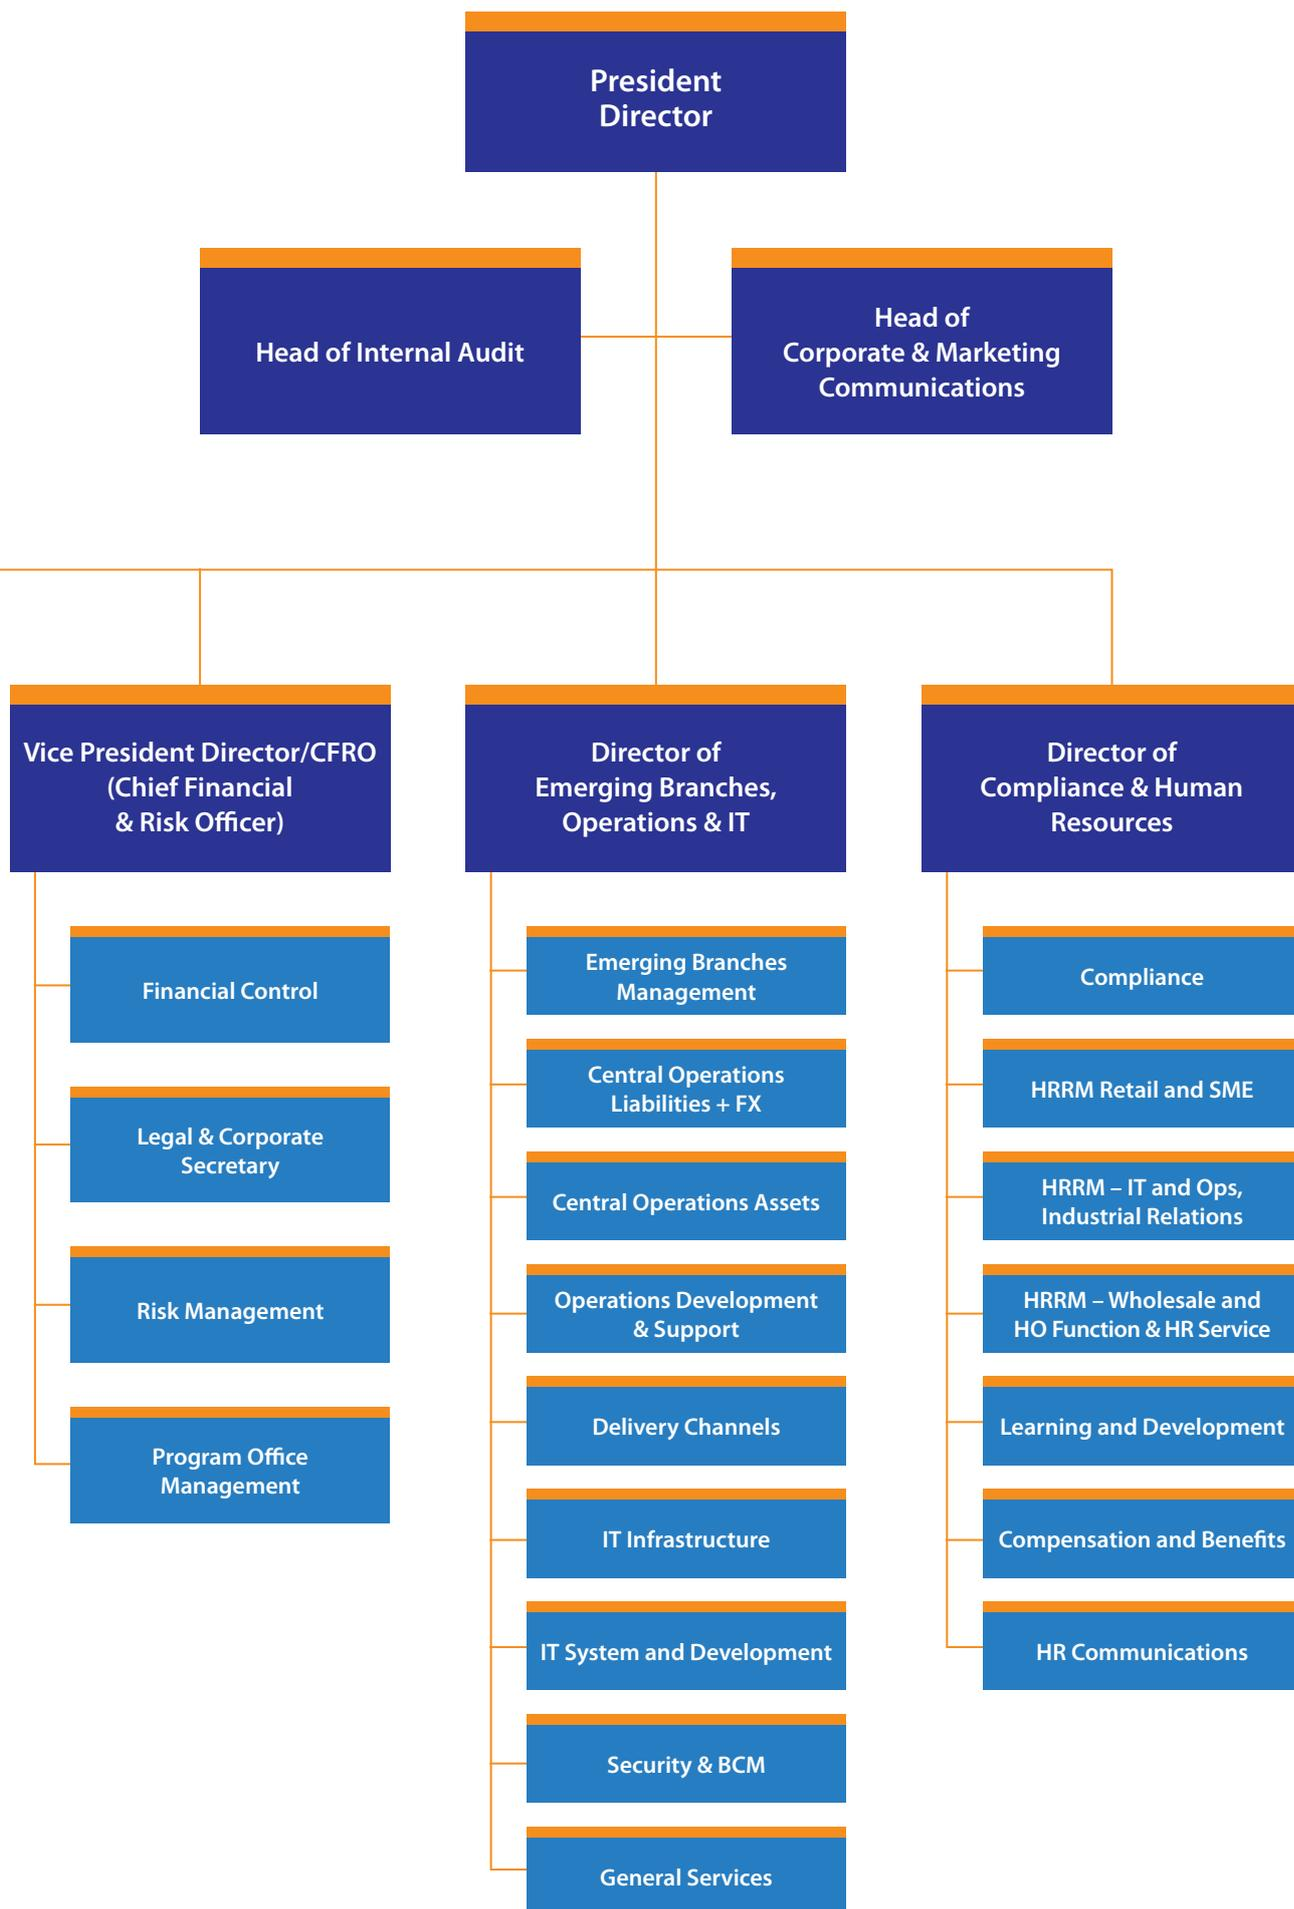 President
Director
Head of Internal Audit
Head of
Corporate & Marketing
Communications
Vice President Director/CFRO
(Chief Financial
& Risk Officer)
Financial Control
Legal & Corporate
Secretary
Risk Management
Program Office
Management
Director of
Emerging Branches,
Operations & IT
Emerging Branches
Management
Central Operations
Liabilities + FX
Central Operations Assets
Operations Development
& Support
Delivery Channels
IT Infrastructure
IT System and Development
Security & BCM
General Services
Director of
Compliance & Human
Resources
Compliance
HRRM Retail and SME
HRRM – IT and Ops,
Industrial Relations
HRRM – Wholesale and
HO Function & HR Service
Learning and Development
Compensation and Benefits
HR Communications